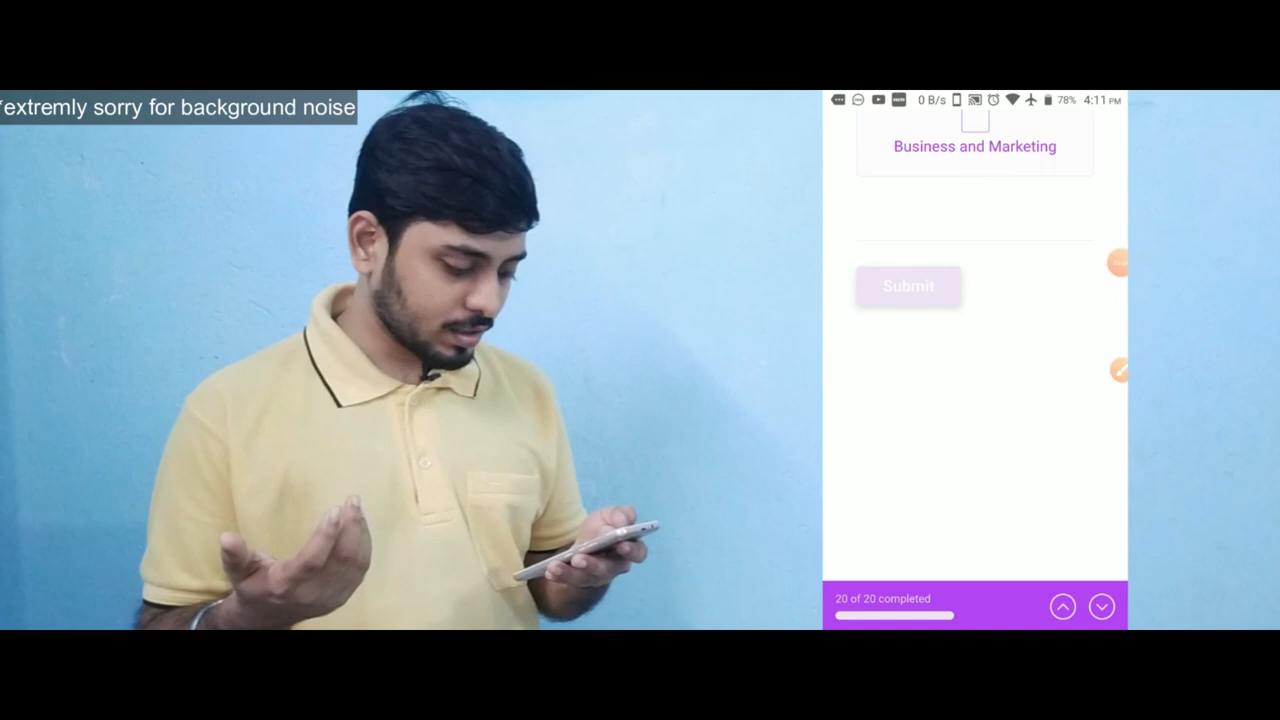 *extremly sorry for background noise
0 B/s 78% 4:11 PM
Business and Marketing
Submit
20 of 20 completed